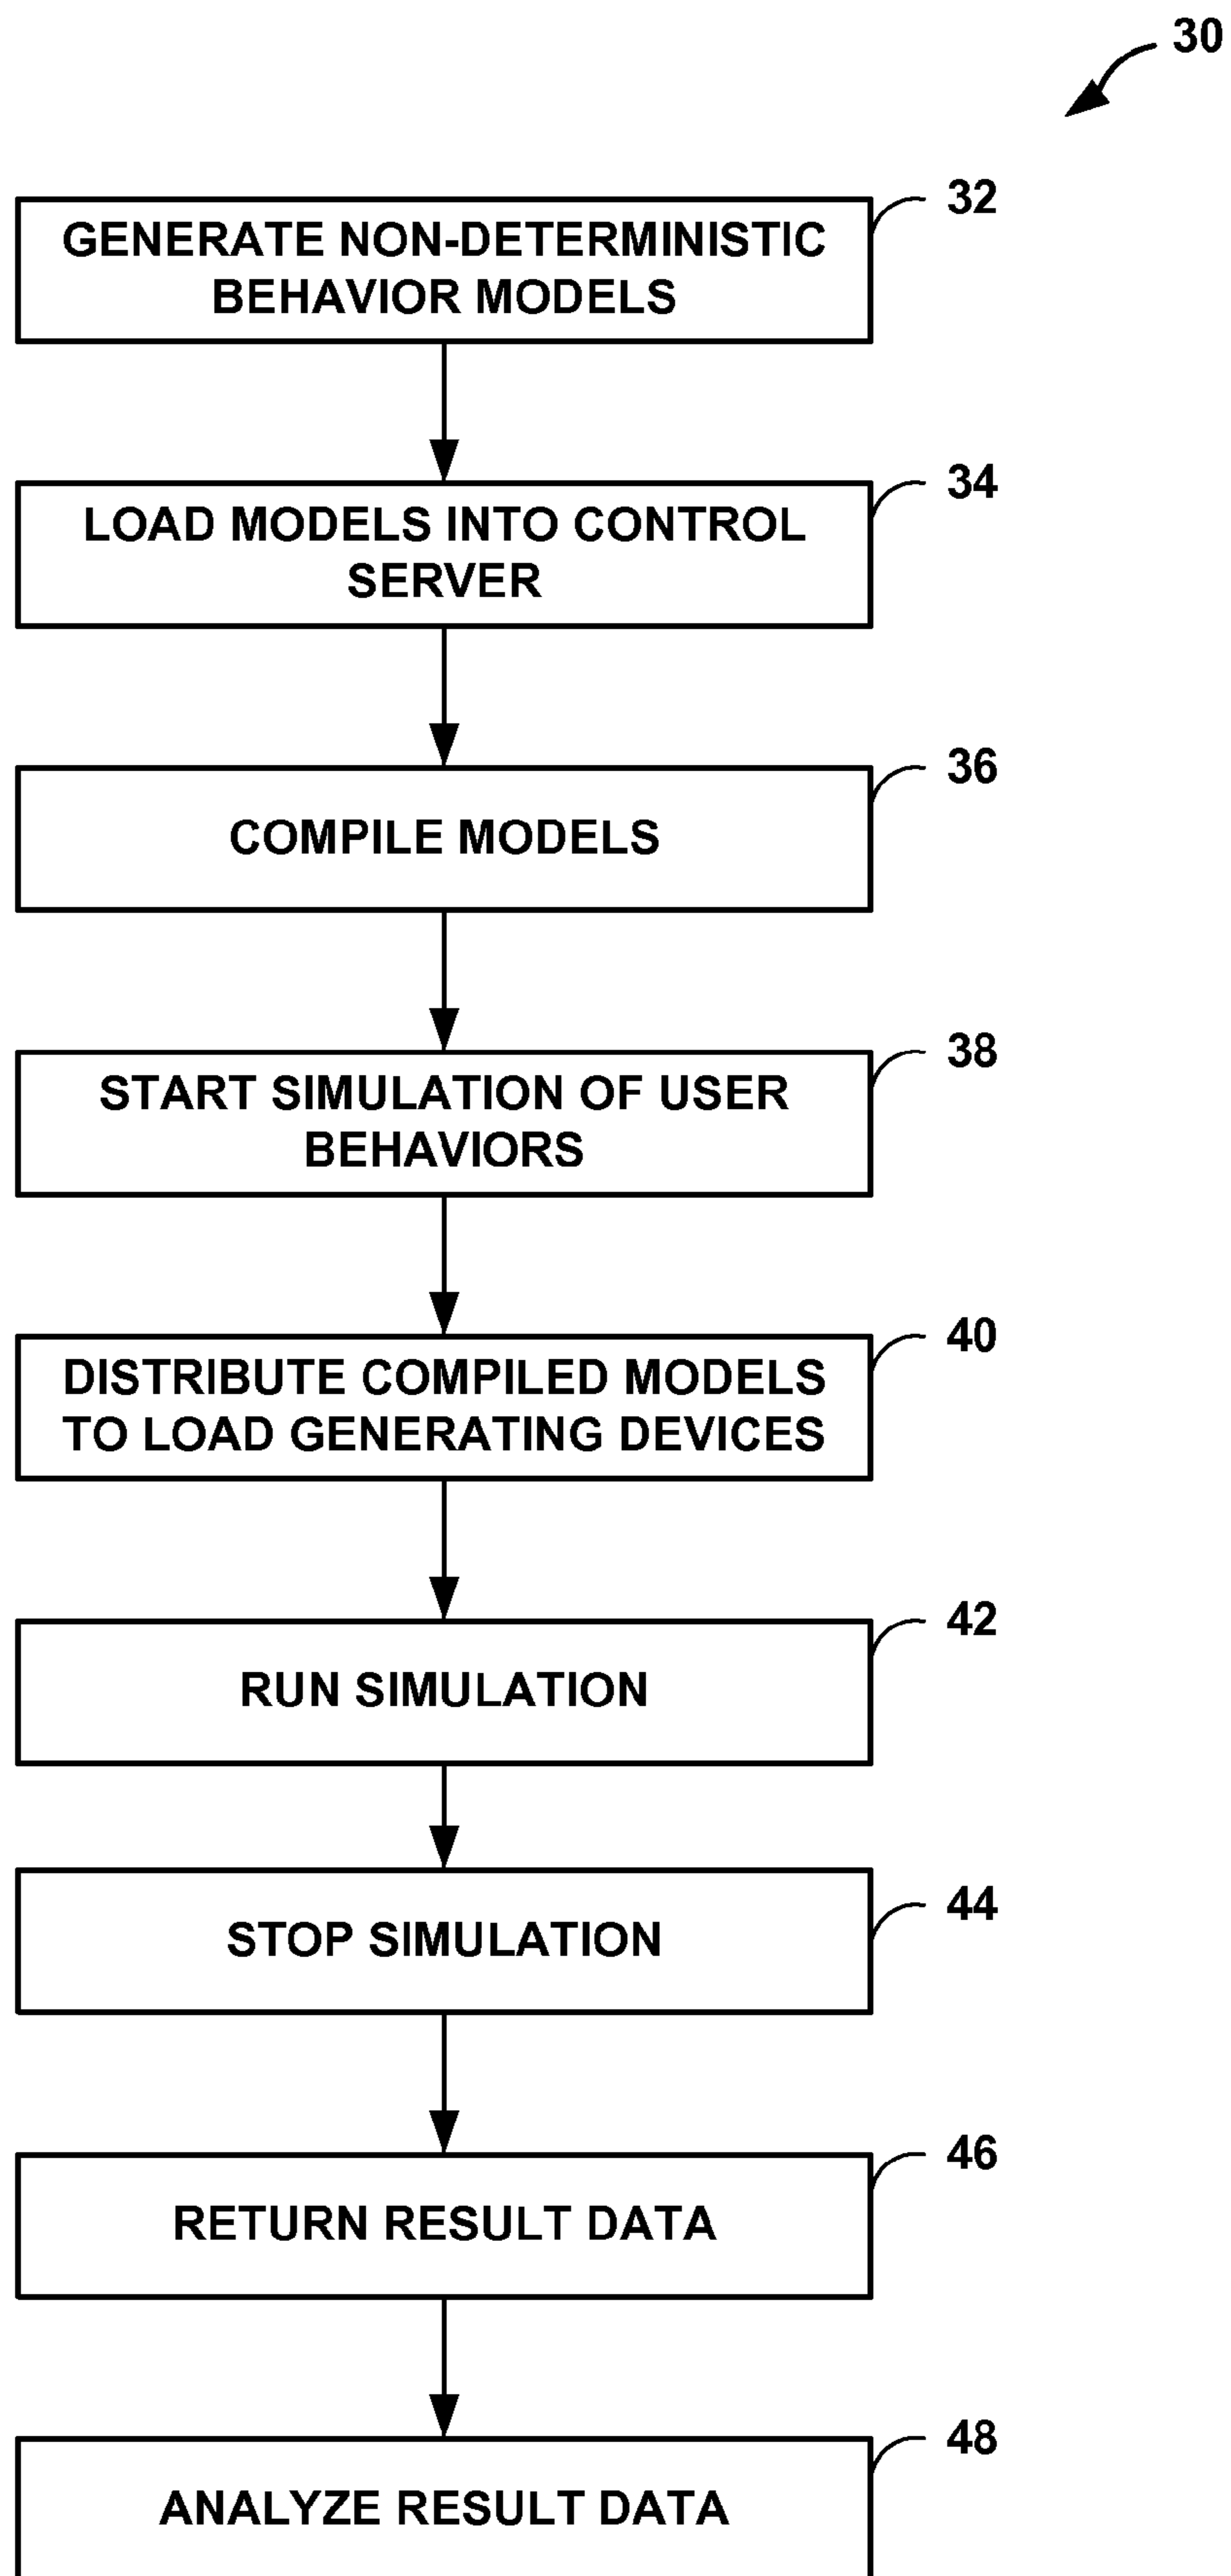 30
32
GENERATE NON-DETERMINISTIC
BEHAVIOR MODELS
34
LOAD MODELS INTO CONTROL
SERVER
36
COMPILE MODELS
38
START SIMULATION OF USER
BEHAVIORS
40
DISTRIBUTE COMPILED MODELS
TO LOAD GENERATING DEVICES
42
RUN SIMULATION
44
STOP SIMULATION
46
RETURN RESULT DATA
48
ANALYZE RESULT DATA